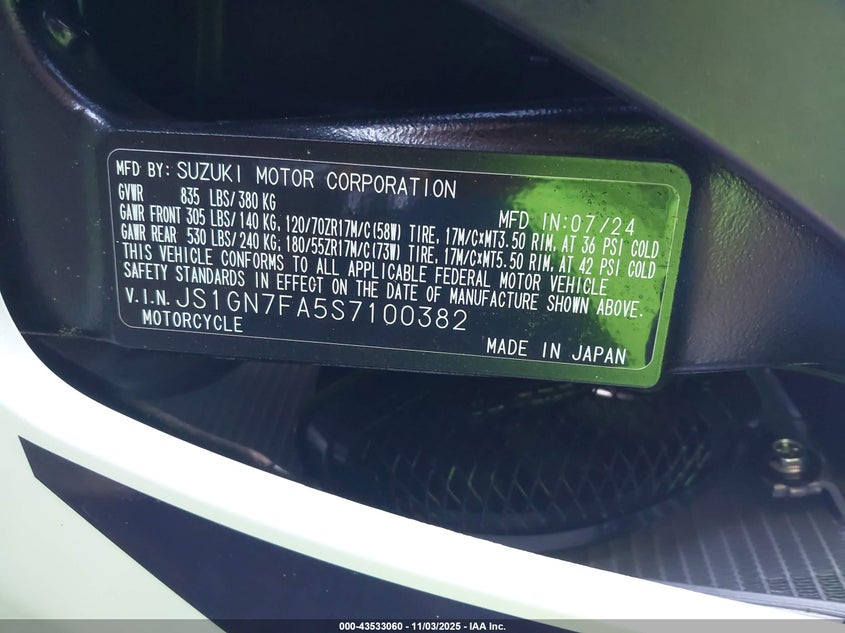 MFD BY: SUZUKI MOTOR CORPORATION
GVWR 835 LBS/380 KG MFD IN:07/24
GAWR FRONT 305 LBS/140 KG, 120/70ZR17M/C(58W) TIRE, 17M/C×MT3.50 RIM, AT 36 PSI COLD
GAWR REAR 530 LBS/240 KG, 180/55ZR17M/C(73W) TIRE, 17M/C×MT5.50 RIM, AT 42 PSI COLD
THIS VEHICLE CONFORMS TO ALL APPLICABLE FEDERAL MOTOR VEHICLE
SAFETY STANDARDS IN EFFECT ON THE DATE OF MANUFACTURE SHOWN ABOVE.
V.I.N. JS1GN7FA5S7100382
MOTORCYCLE MADE IN JAPAN
000-43533060 - 11/03/2025 - IAA Inc.